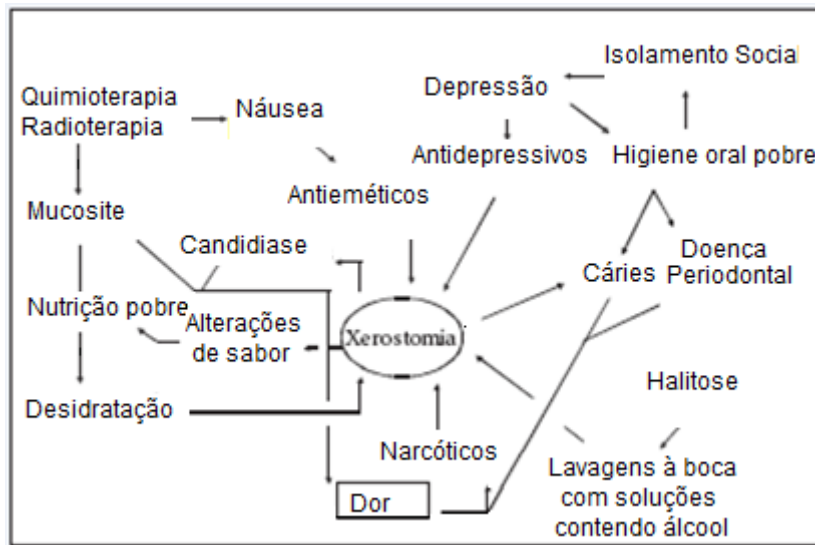 Isolamento Social
Depressão
Quimioterapia
Radioterapia
Náusea
Antidepressivos
Higiene oral pobre
Antieméticos
Mucosite
Candidiase
Doença
Cáries Periodontal
Nutrição pobre
Alterações
de sabor
Xerostomia
Halitose
Desidratação
Narcóticos
Lavagens à boca
com soluções
contendo álcool
Dor